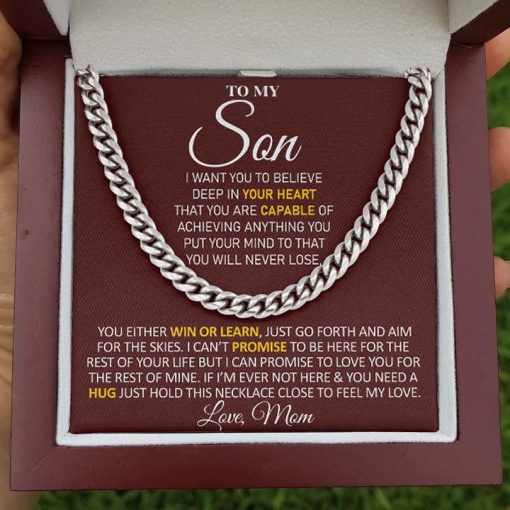 TO MY
Son
I WANT YOU TO BELIEVE
DEEP IN YOUR HEART
THAT YOU ARE CAPABLE OF
ACHIEVING ANYTHING YOU
PUT YOUR MIND TO THAT
YOU WILL NEVER LOSE,
YOU EITHER WIN OR LEARN, JUST GO FORTH AND AIM
FOR THE SKIES. I CAN'T PROMISE TO BE HERE FOR THE
REST OF YOUR LIFE BUT I CAN PROMISE TO LOVE YOU FOR
THE REST OF MINE. IF I'M EVER NOT HERE & YOU NEED A
HUG JUST HOLD THIS NECKLACE CLOSE TO FEEL MY LOVE.
Love, Mom